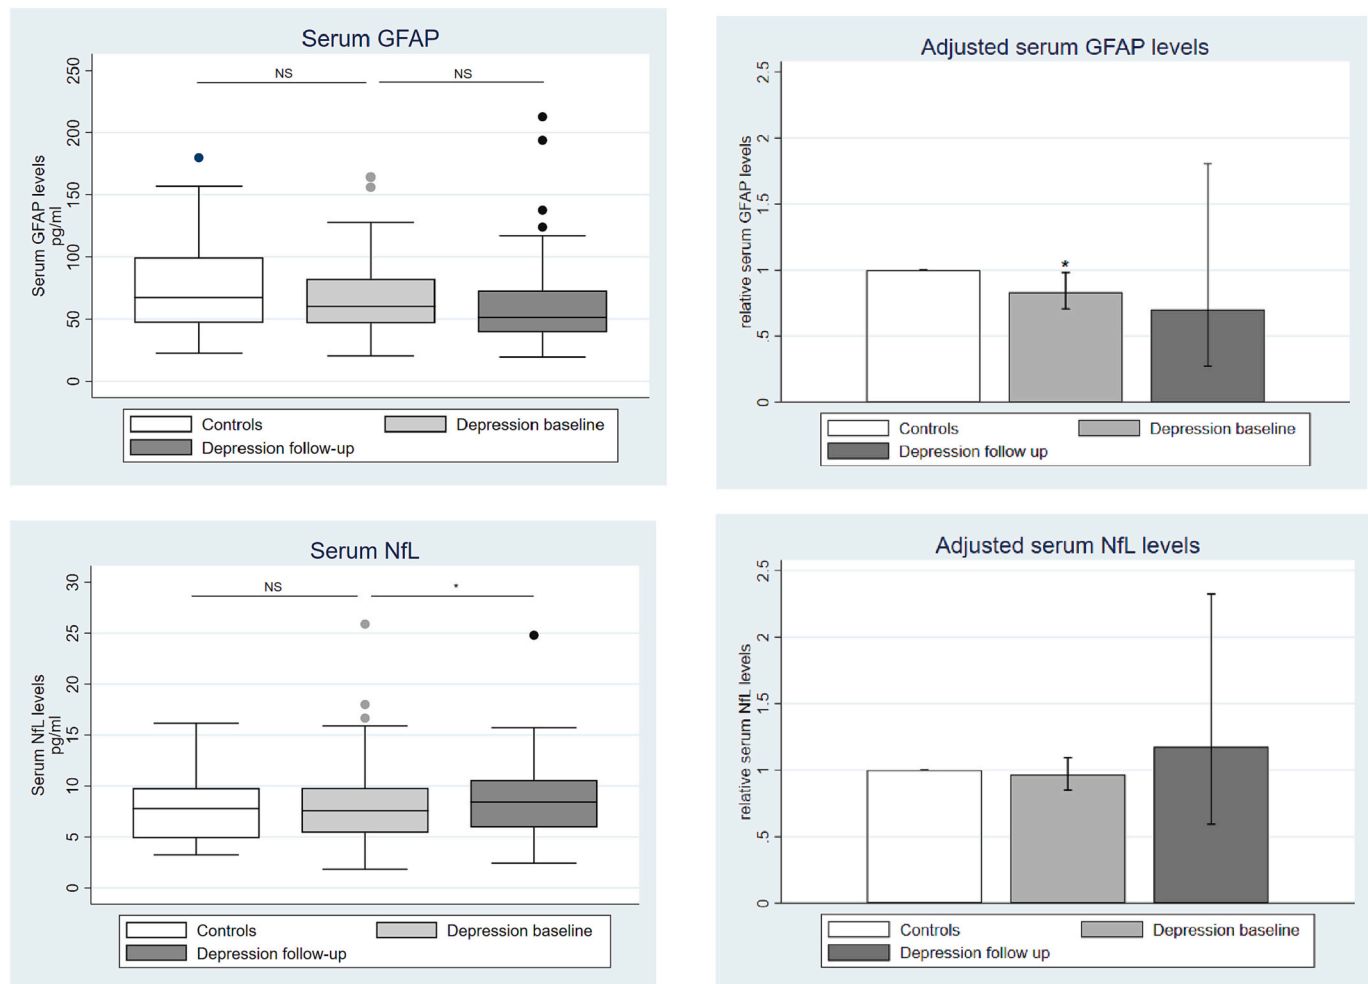 Serum GFAP
250
200
150
100
50
0
Serum GFAP levels
pg/ml
NS
NS
Controls
Depression baseline
Depression follow-up
Adjusted serum GFAP levels
2.5
2
1.5
1
.5
0
relative serum GFAP levels
*
Controls
Depression baseline
Depression follow up
Serum NfL
30
25
20
15
10
5
0
Serum NfL levels
pg/ml
NS
*
Controls
Depression baseline
Depression follow-up
Adjusted serum NfL levels
2.5
2
1.5
1
.5
0
relative serum NfL levels
Controls
Depression baseline
Depression follow up